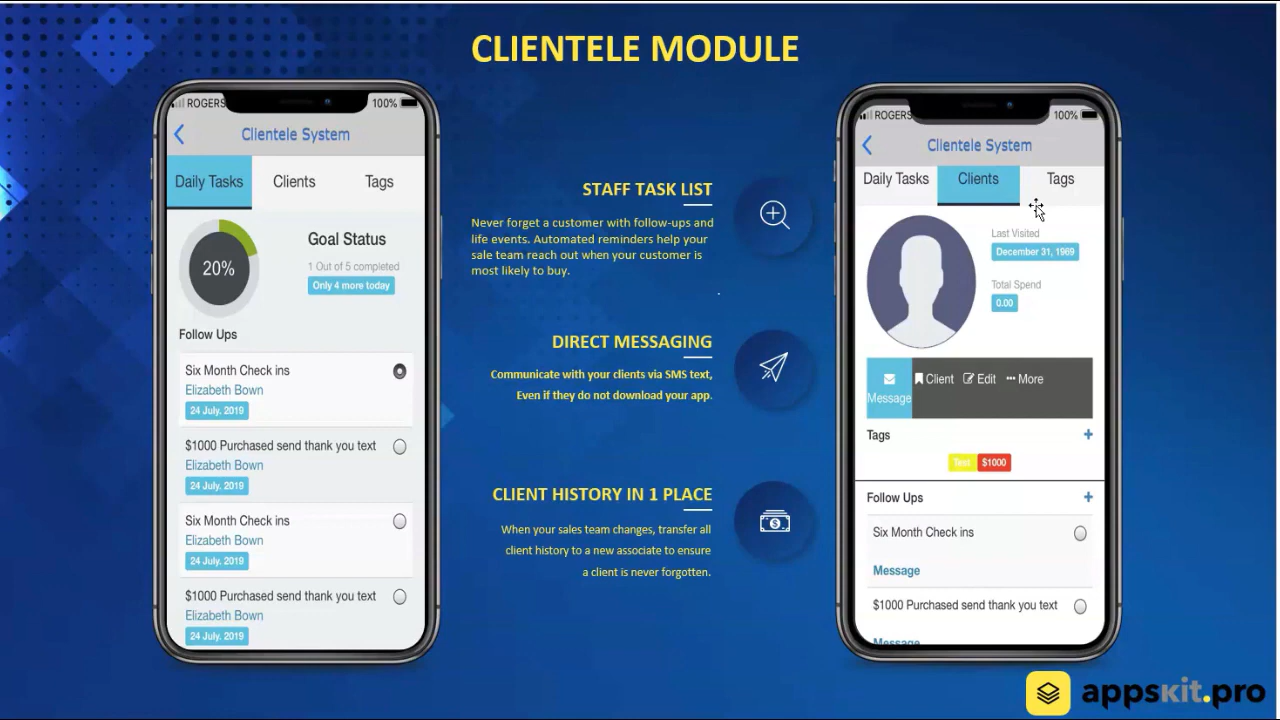 CLIENTELE MODULE
ROGERS 100%
Clientele System
Daily Tasks Clients Tags
20%
Goal Status
1 Out of 5 completed
Only 4 more today
Follow Ups
Six Month Check ins
Elizabeth Bown
24 July, 2019
$1000 Purchased send thank you text
Elizabeth Bown
24 July, 2019
Six Month Check ins
Elizabeth Bown
24 July, 2019
$1000 Purchased send thank you text
Elizabeth Bown
24 July, 2019
STAFF TASK LIST
Never forget a customer with follow-ups and
life events. Automated reminders help your
sale team reach out when your customer is
most likely to buy.
.
DIRECT MESSAGING
Communicate with your clients via SMS text,
Even if they do not download your app.
CLIENT HISTORY IN 1 PLACE
When your sales team changes, transfer all
client history to a new associate to ensure
a client is never forgotten.
ROGERS 100%
Clientele System
Daily Tasks Clients Tags
Last Visited
December 31, 1969
Total Spend
0.00
Message Client Edit ••• More
Tags +
Test $1000
Follow Ups +
Six Month Check ins
Message
$1000 Purchased send thank you text
Message
appskit.pro